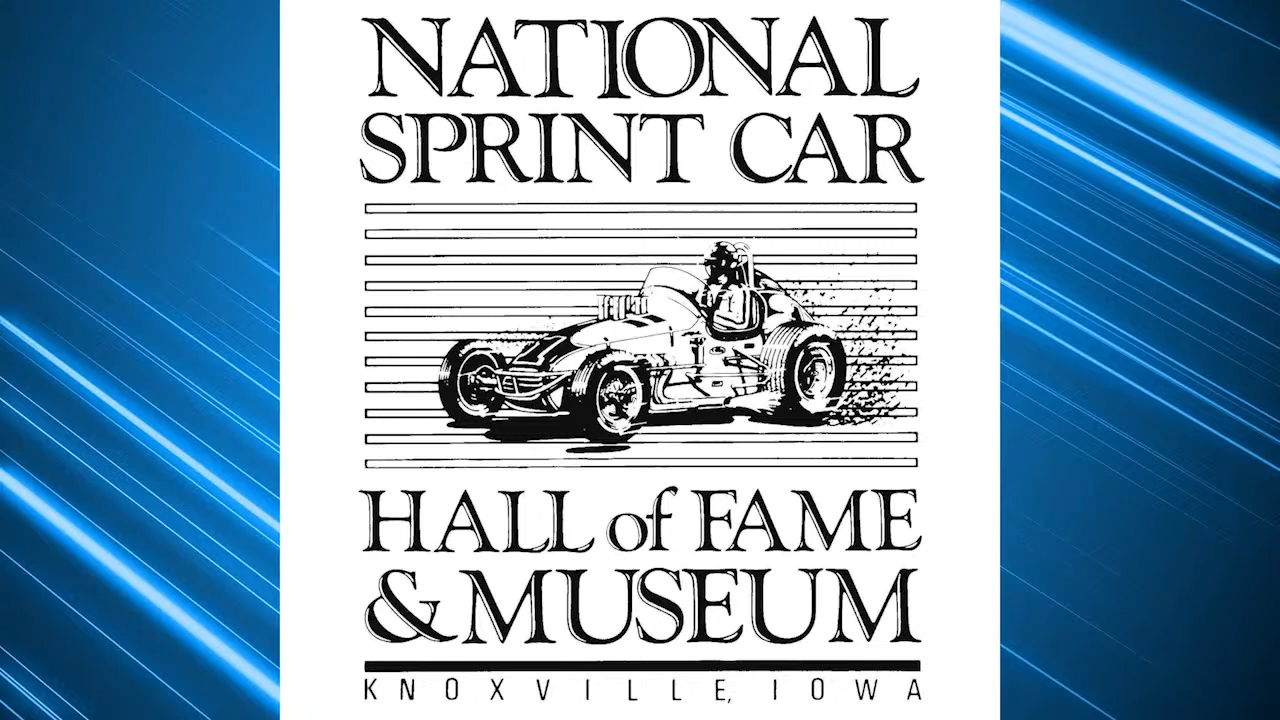 NATIONAL
SPRINT CAR
HALL of FAME
& MUSEUM
KNOXVILLE, IOWA